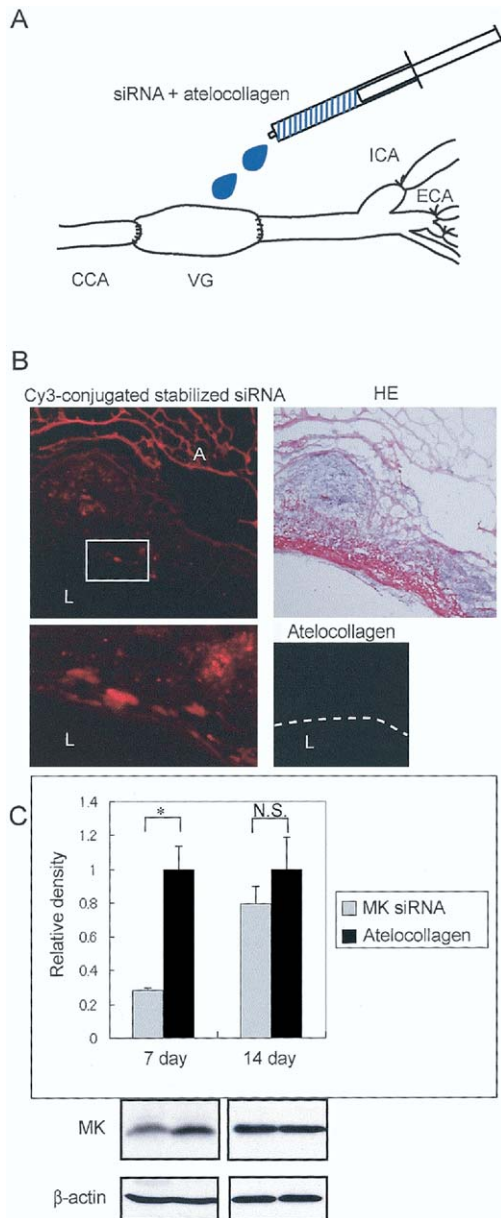 A
siRNA + atelocollagen
ICA
ECA
CCA
VG
B
Cy3-conjugated stabilized siRNA
HE
A
L
Atelocollagen
L
L
C
1.4
1.2
1
0.8
0.6
0.4
0.2
0
Relative density
*
N.S.
MK siRNA
Atelocollagen
7 day
14 day
MK
β-actin